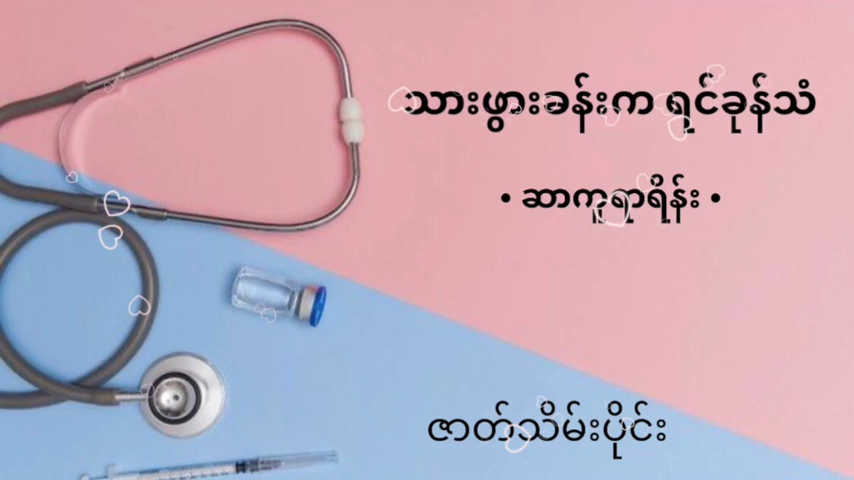 သားဖွားခန်းက ရင်ခုန်သံ
• ဆာကူရာရိန်း •
ဇာတ်သိမ်းပိုင်း